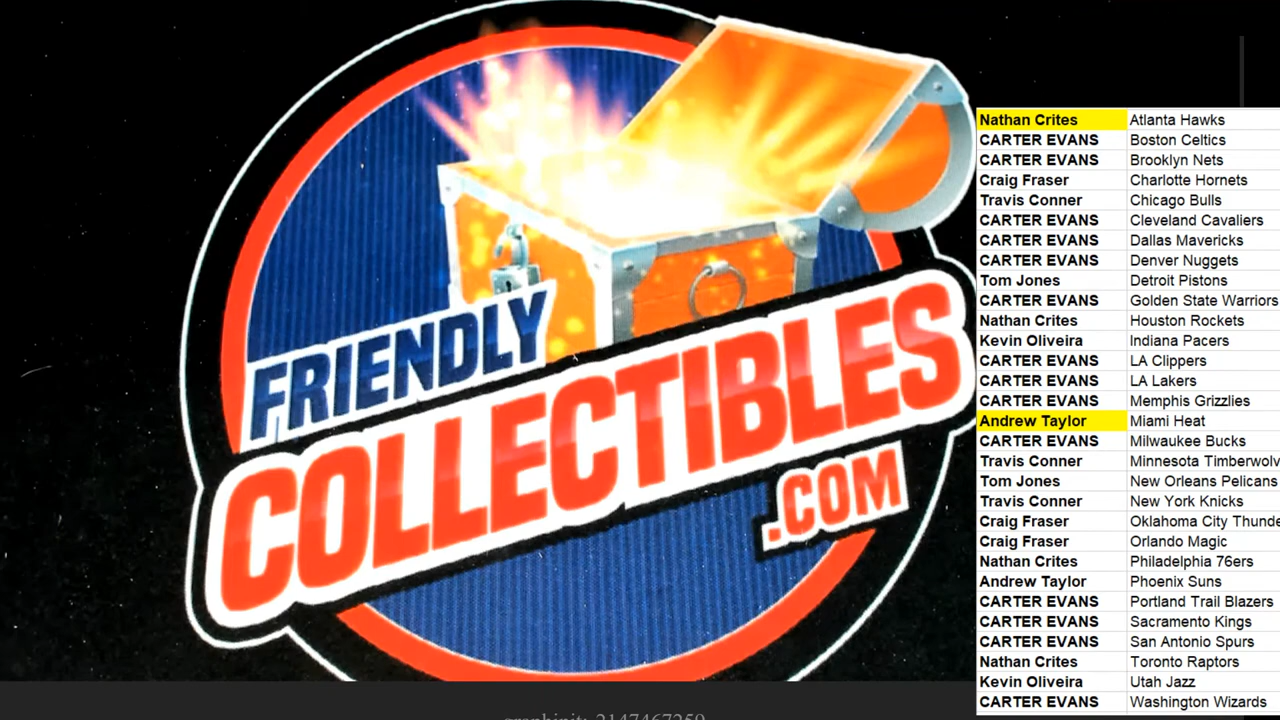 FRIENDLY
COLLECTIBLES
.COM
Nathan Crites Atlanta Hawks
CARTER EVANS Boston Celtics
CARTER EVANS Brooklyn Nets
Craig Fraser Charlotte Hornets
Travis Conner Chicago Bulls
CARTER EVANS Cleveland Cavaliers
CARTER EVANS Dallas Mavericks
CARTER EVANS Denver Nuggets
Tom Jones Detroit Pistons
CARTER EVANS Golden State Warriors
Nathan Crites Houston Rockets
Kevin Oliveira Indiana Pacers
CARTER EVANS LA Clippers
CARTER EVANS LA Lakers
CARTER EVANS Memphis Grizzlies
Andrew Taylor Miami Heat
CARTER EVANS Milwaukee Bucks
Travis Conner Minnesota Timberwolv
Tom Jones New Orleans Pelicans
Travis Conner New York Knicks
Craig Fraser Oklahoma City Thunde
Craig Fraser Orlando Magic
Nathan Crites Philadelphia 76ers
Andrew Taylor Phoenix Suns
CARTER EVANS Portland Trail Blazers
CARTER EVANS Sacramento Kings
CARTER EVANS San Antonio Spurs
Nathan Crites Toronto Raptors
Kevin Oliveira Utah Jazz
CARTER EVANS Washington Wizards